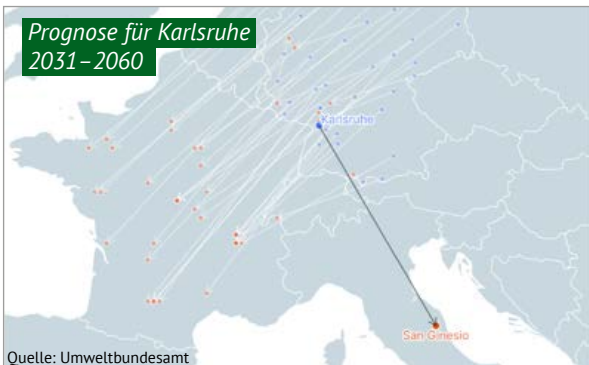 Prognose für Karlsruhe
2031–2060
Karlsruhe
San Ginesio
Quelle: Umweltbundesamt